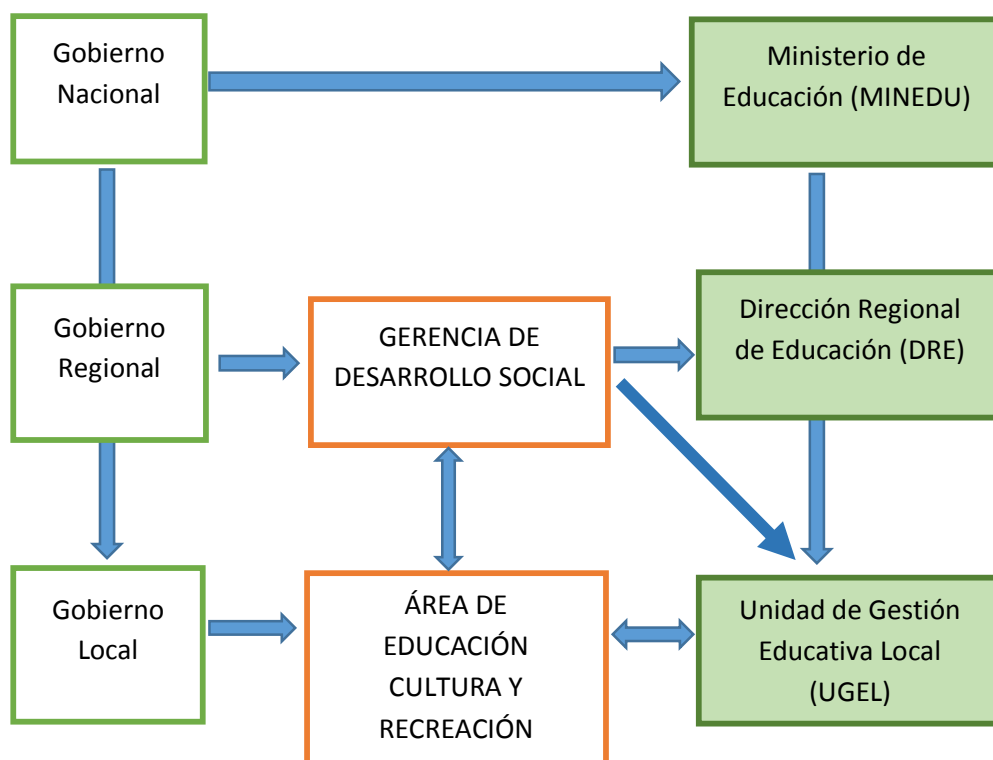 Gobierno
Nacional
Ministerio de
Educación (MINEDU)
Gobierno
Regional
GERENCIA DE
DESARROLLO SOCIAL
Dirección Regional
de Educación (DRE)
Gobierno
Local
ÁREA DE
EDUCACIÓN
CULTURA Y
RECREACIÓN
Unidad de Gestión
Educativa Local
(UGEL)